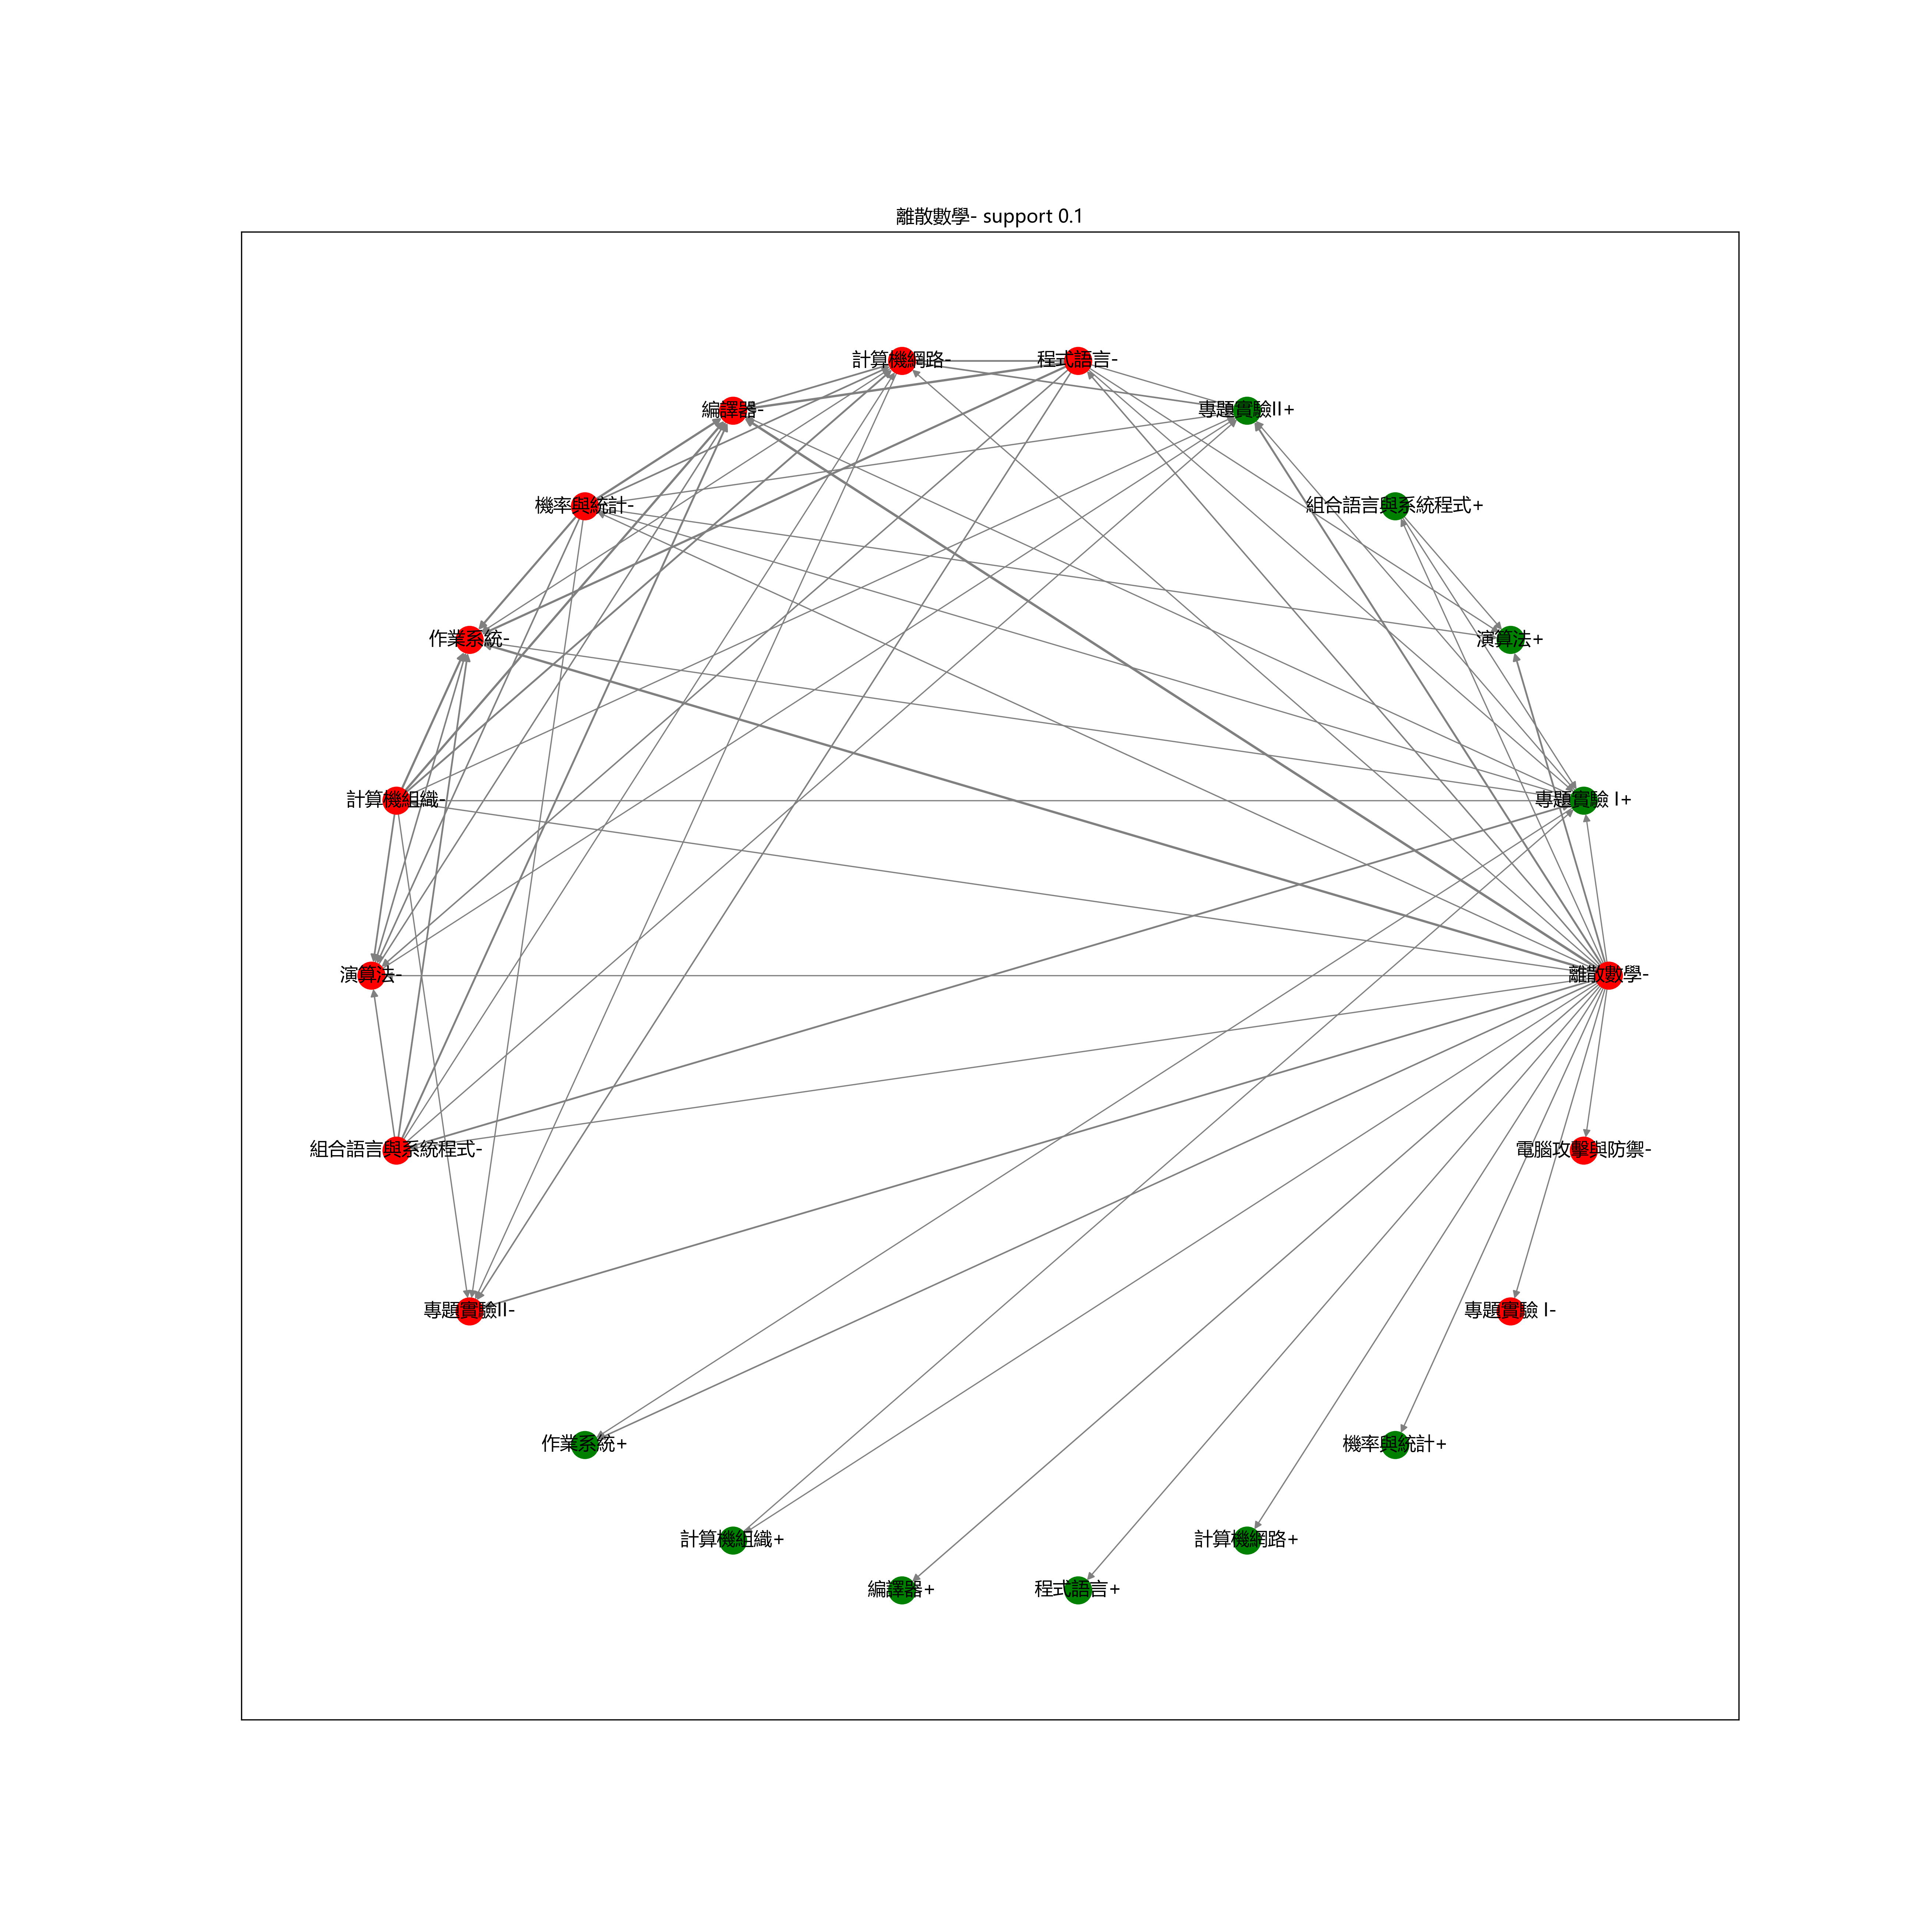 離散數學- support 0.1
計算機網路-
程式語言-
編譯器-
專題實驗II+
機率與統計-
組合語言與系統程式+
作業系統-
演算法+
計算機組織-
專題實驗 I+
演算法-
離散數學-
組合語言與系統程式-
電腦攻擊與防禦-
專題實驗II-
專題實驗 I-
作業系統+
機率與統計+
計算機組織+
計算機網路+
編譯器+
程式語言+